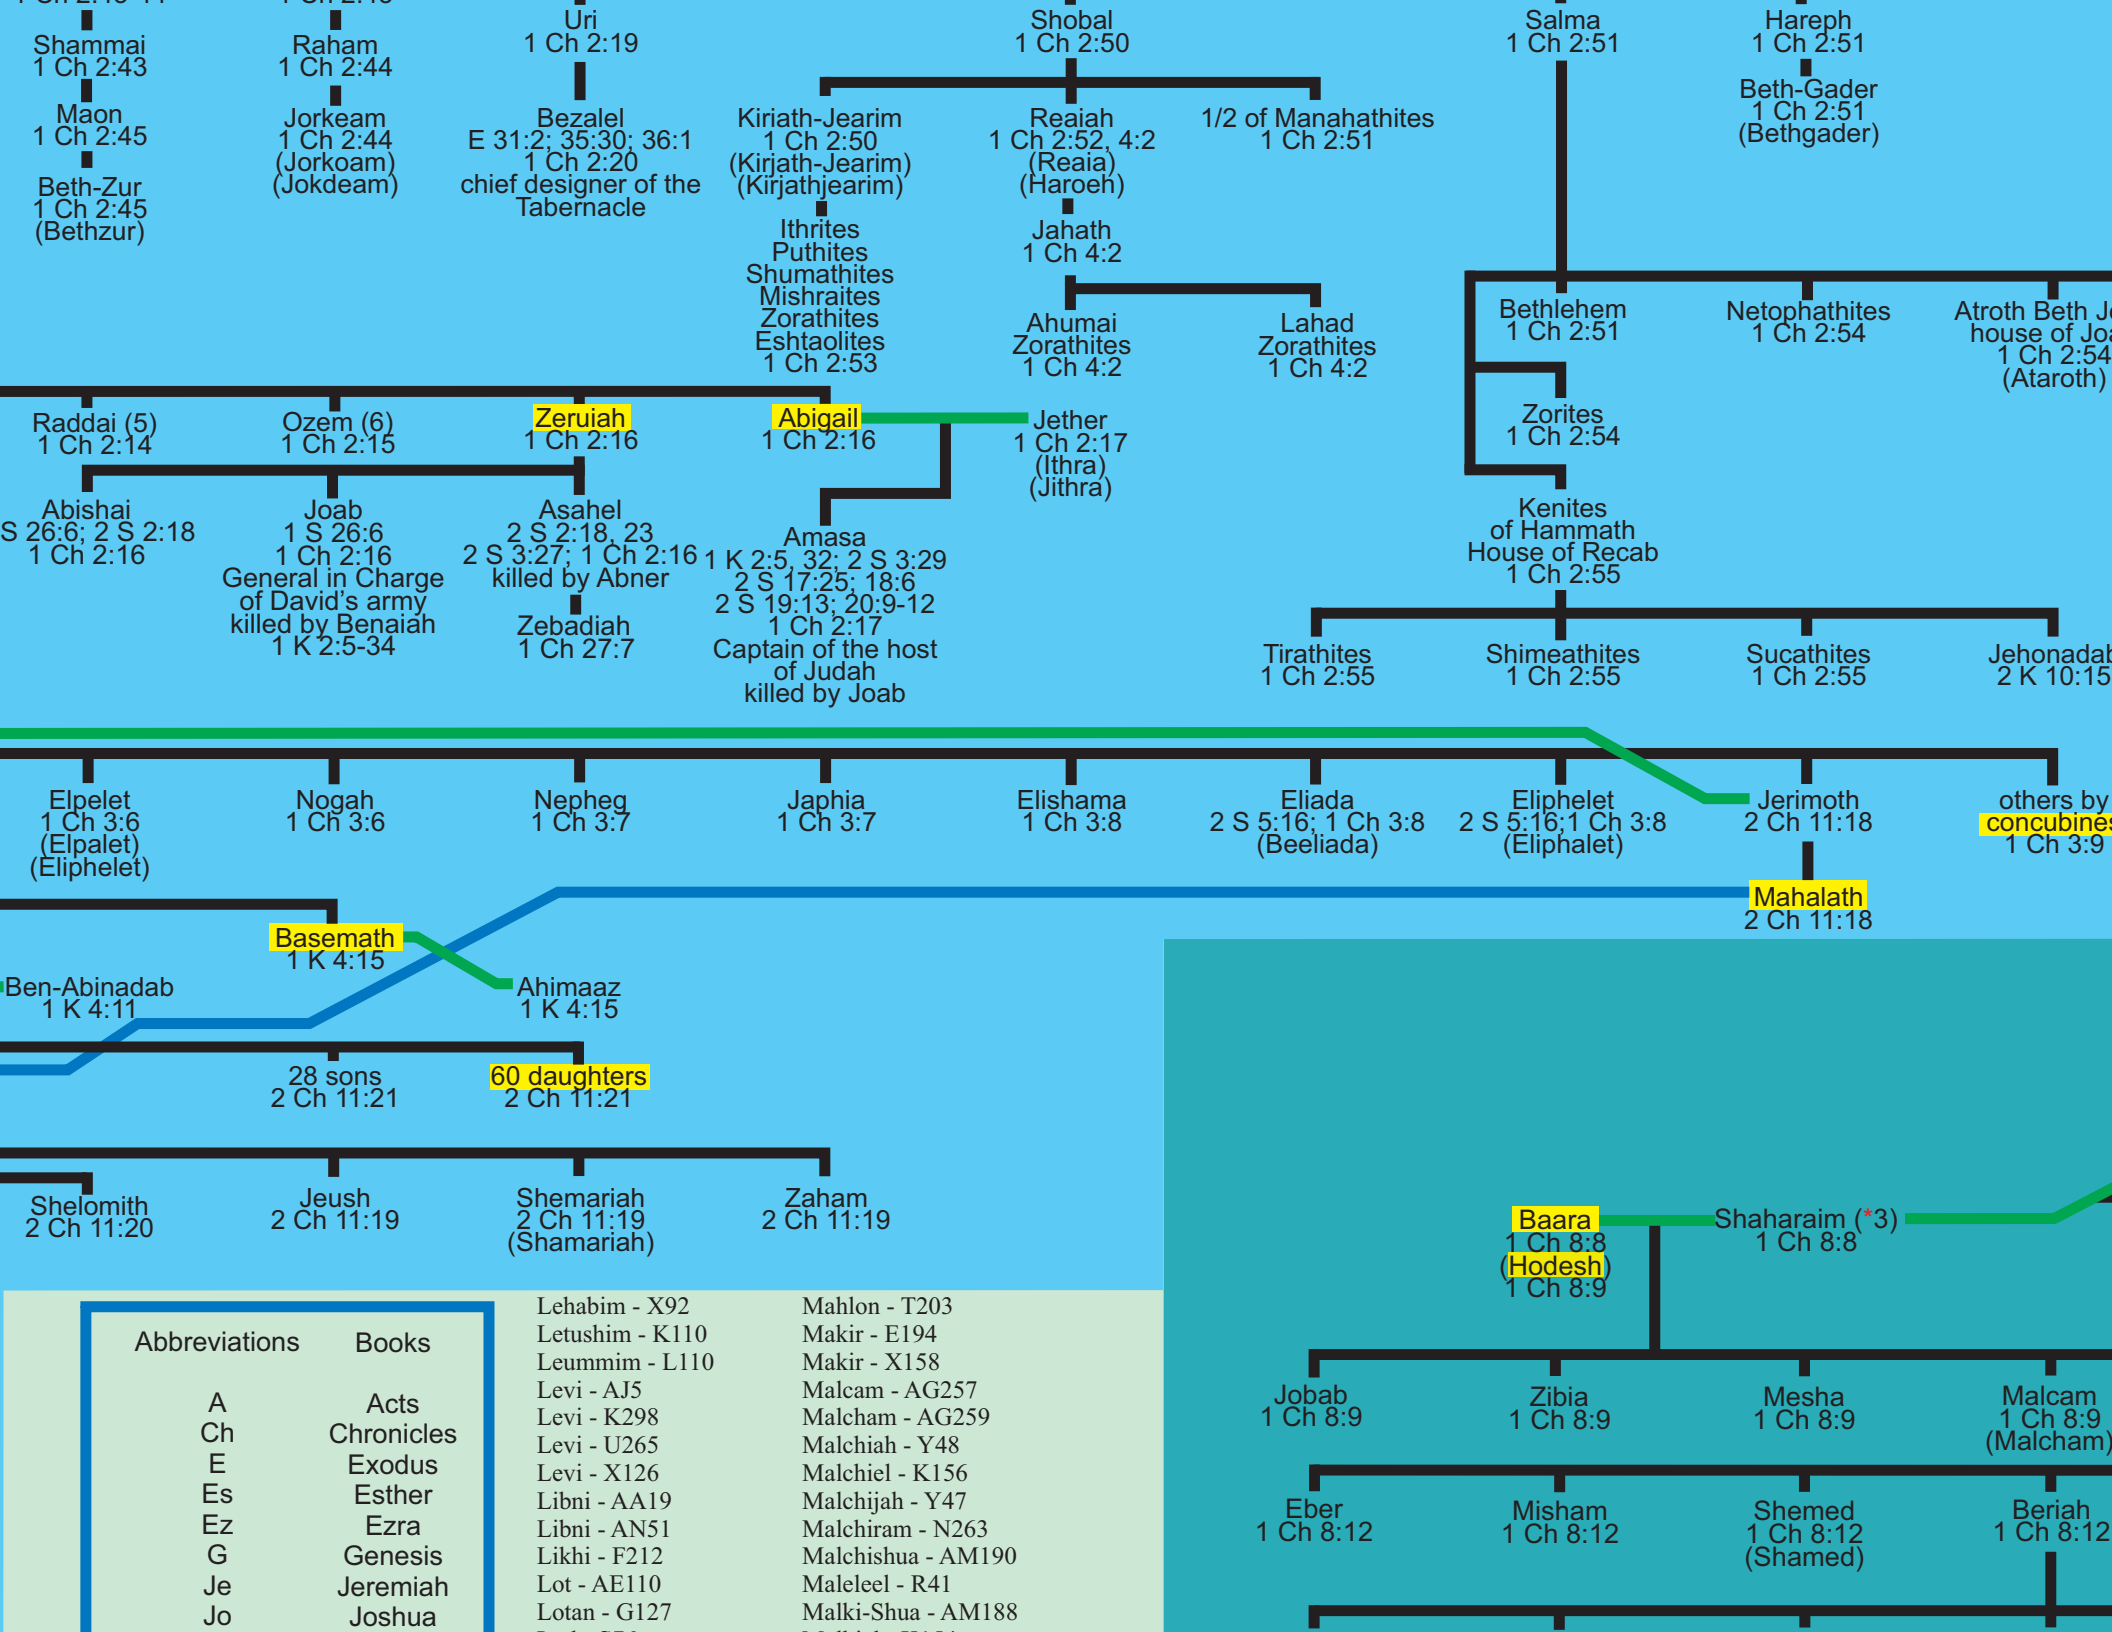 Shammai
1 Ch 2:43
Maon
1 Ch 2:45
Beth-Zur
1 Ch 2:45
(Bethzur)
Raham
1 Ch 2:44
Jorkeam
1 Ch 2:44
(Jorkoam)
(Jokdeam)
Uri
1 Ch 2:19
Bezalel
E 31:2; 35:30; 36:1
1 Ch 2:20
chief designer of the
Tabernacle
Shobal
1 Ch 2:50
Kiriath-Jearim
1 Ch 2:50
(Kirjath-Jearim)
(Kirjathjearim)
Ithrites
Puthites
Shumathites
Mishraites
Zorathites
Eshtaolites
1 Ch 2:53
Reaiah
1 Ch 2:52, 4:2
(Reaia)
(Haroeh)
Jahath
1 Ch 4:2
Ahumai
Zorathites
1 Ch 4:2
Lahad
Zorathites
1 Ch 4:2
1/2 of Manahathites
1 Ch 2:51
Salma
1 Ch 2:51
Hareph
1 Ch 2:51
Beth-Gader
1 Ch 2:51
(Bethgader)
Bethlehem
1 Ch 2:51
Netophathites
1 Ch 2:54
Atroth Beth
house of
1 Ch 2:54
(Ataroth)
Zorites
1 Ch 2:54
Kenites
of Hammath
House of Recab
1 Ch 2:55
Tirathites
1 Ch 2:55
Shimeathites
1 Ch 2:55
Sucathites
1 Ch 2:55
Jehonadab
2 K 10:15
Raddai (5)
1 Ch 2:14
Ozem (6)
1 Ch 2:15
Zeruiah
1 Ch 2:16
Abigail
1 Ch 2:16
Jether
1 Ch 2:17
(Ithra)
(Jithra)
Abishai
S 26:6; 2 S 2:18
1 Ch 2:16
Joab
1 S 26:6
1 Ch 2:16
General in Charge
of David's army
killed by Benaiah
1 K 2:5-34
Asahel
2 S 2:18, 23
2 S 3:27; 1 Ch 2:16
killed by Abner
Zebadiah
1 Ch 27:7
Amasa
1 K 2:5, 32; 2 S 3:29
2 S 17:25; 18:6
2 S 19:13; 20:9-12
1 Ch 2:17
Captain of the host
of Judah
killed by Joab
Elpelet
1 Ch 3:6
(Elpalet)
(Eliphelet)
Nogah
1 Ch 3:6
Nepheg
1 Ch 3:7
Japhia
1 Ch 3:7
Elishama
1 Ch 3:8
Eliada
2 S 5:16; 1 Ch 3:8
(Beeliada)
Eliphelet
2 S 5:16;1 Ch 3:8
(Eliphalet)
Jerimoth
2 Ch 11:18
others by
concubines
1 Ch 3:9
Mahalath
2 Ch 11:18
Basemath
1 K 4:15
Ben-Abinadab
1 K 4:11
Ahimaaz
1 K 4:15
28 sons
2 Ch 11:21
60 daughters
2 Ch 11:21
Shelomith
2 Ch 11:20
Jeush
2 Ch 11:19
Shemariah
2 Ch 11:19
(Shamariah)
Zaham
2 Ch 11:19
Baara
1 Ch 8:8
(Hodesh)
1 Ch 8:9
Shaharaim (*3)
1 Ch 8:8
Jobab
1 Ch 8:9
Zibia
1 Ch 8:9
Mesha
1 Ch 8:9
Malcam
1 Ch 8:9
(Malcham)
Eber
1 Ch 8:12
Misham
1 Ch 8:12
Shemed
1 Ch 8:12
(Shamed)
Beriah
1 Ch 8:12
Abbreviations Books
A Acts
Ch Chronicles
E Exodus
Es Esther
Ez Ezra
G Genesis
Je Jeremiah
Jo Joshua
Lehabim - X92
Letushim - K110
Leummim - L110
Levi - AJ5
Levi - K298
Levi - U265
Levi - X126
Libni - AA19
Libni - AN51
Likhi - F212
Lot - AE110
Lotan - G127
Mahlon - T203
Makir - E194
Makir - X158
Malcam - AG257
Malcham - AG259
Malchiah - Y48
Malchiel - K156
Malchijah - Y47
Malchiram - N263
Malchishua - AM190
Maleleel - R41
Malki-Shua - AM188